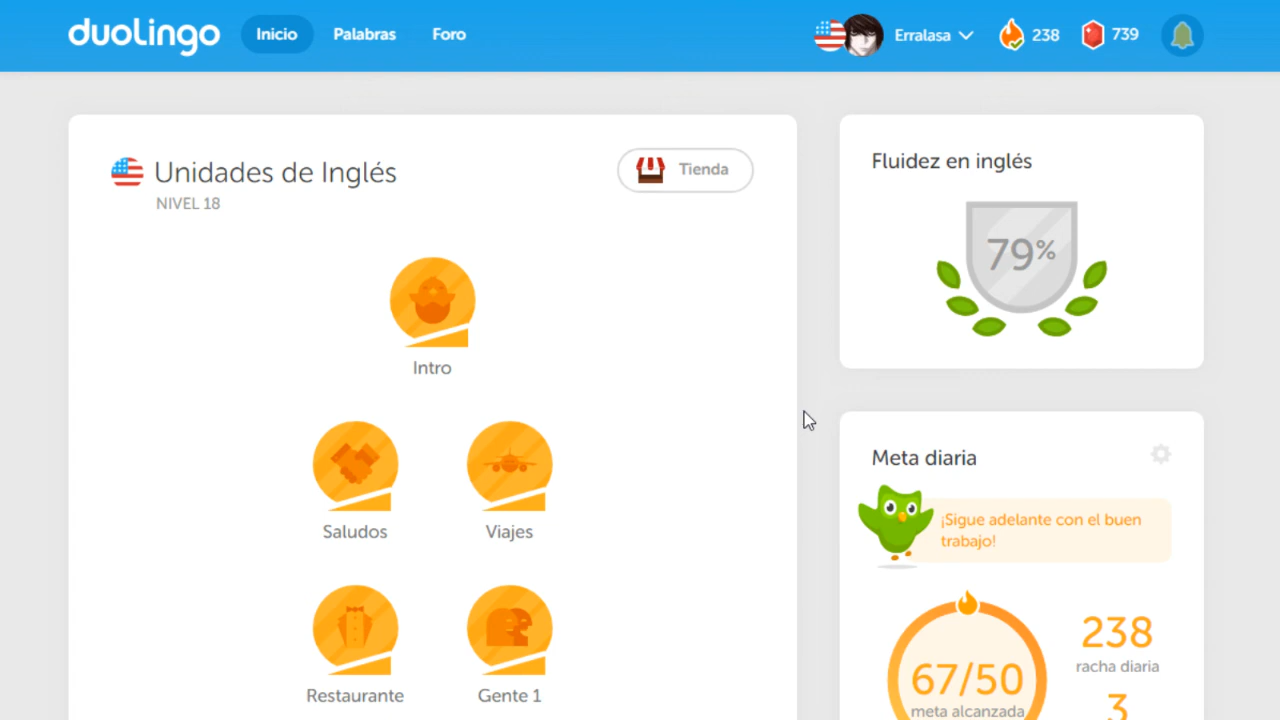 duolingo
Inicio
Palabras
Foro
Erralasa
238
739
Unidades de Inglés
NIVEL 18
Tienda
Intro
Saludos
Viajes
Restaurante
Gente 1
Fluidez en inglés
79%
Meta diaria
¡Sigue adelante con el buen
trabajo!
67/50
meta alcanzada
238
racha diaria
3